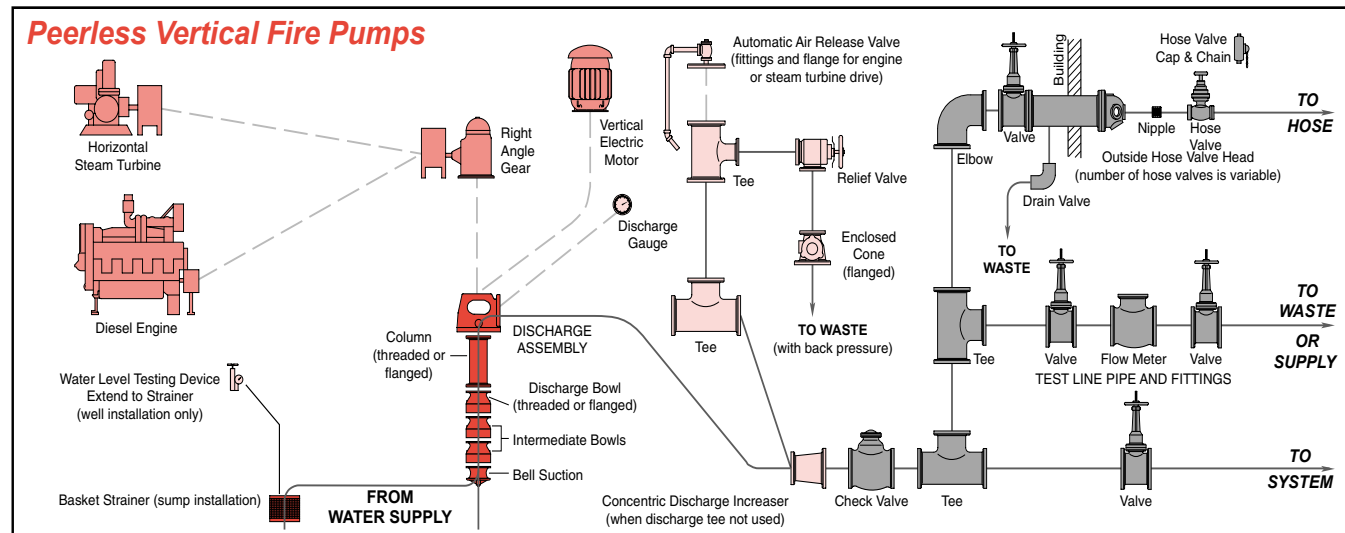 Peerless Vertical Fire Pumps
Horizontal
Steam Turbine
Right
Angle
Gear
Vertical
Electric
Motor
Discharge
Gauge
Diesel Engine
Column
(threaded or
flanged)
DISCHARGE
ASSEMBLY
Water Level Testing Device
Extend to Strainer
(well installation only)
Discharge Bowl
(threaded or flanged)
Intermediate Bowls
Bell Suction
Basket Strainer (sump installation)
FROM
WATER SUPPLY
Automatic Air Release Valve
(fittings and flange for engine
or steam turbine drive)
Tee
Relief Valve
Enclosed
Cone
(flanged)
Tee
TO WASTE
(with back pressure)
Concentric Discharge Increaser
(when discharge tee not used)
Check Valve
Tee
Valve
TO
SYSTEM
Elbow
Valve
Building
Hose Valve
Cap & Chain
Nipple
Hose
Valve
TO
HOSE
Outside Hose Valve Head
(number of hose valves is variable)
Drain Valve
TO
WASTE
Tee
Valve
Flow Meter
Valve
TEST LINE PIPE AND FITTINGS
TO
WASTE
OR
SUPPLY